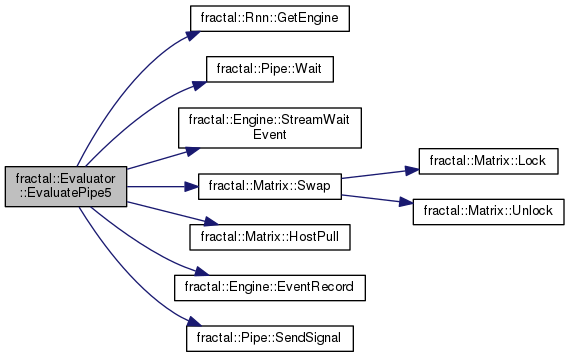 fractal::Rnn::GetEngine
fractal::Pipe::Wait
fractal::Engine::StreamWait
Event
fractal::Matrix::Lock
fractal::Evaluator
::EvaluatePipe5
fractal::Matrix::Swap
fractal::Matrix::Unlock
fractal::Matrix::HostPull
fractal::Engine::EventRecord
fractal::Pipe::SendSignal